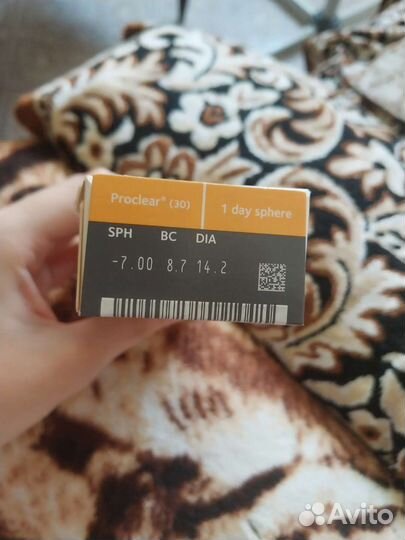 Proclear® (30)
1 day sphere
SPH BC DIA
-7.00 8.7 14.2
Avito